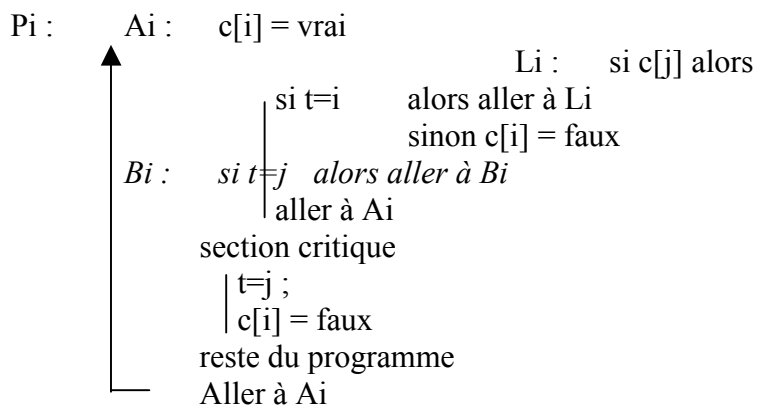 Pi : Ai : c[i] = vrai
Li : si c[j] alors
si t=i alors aller à Li
sinon c[i] = faux
Bi : si t=j alors aller à Bi
aller à Ai
section critique
t=j ;
c[i] = faux
reste du programme
Aller à Ai